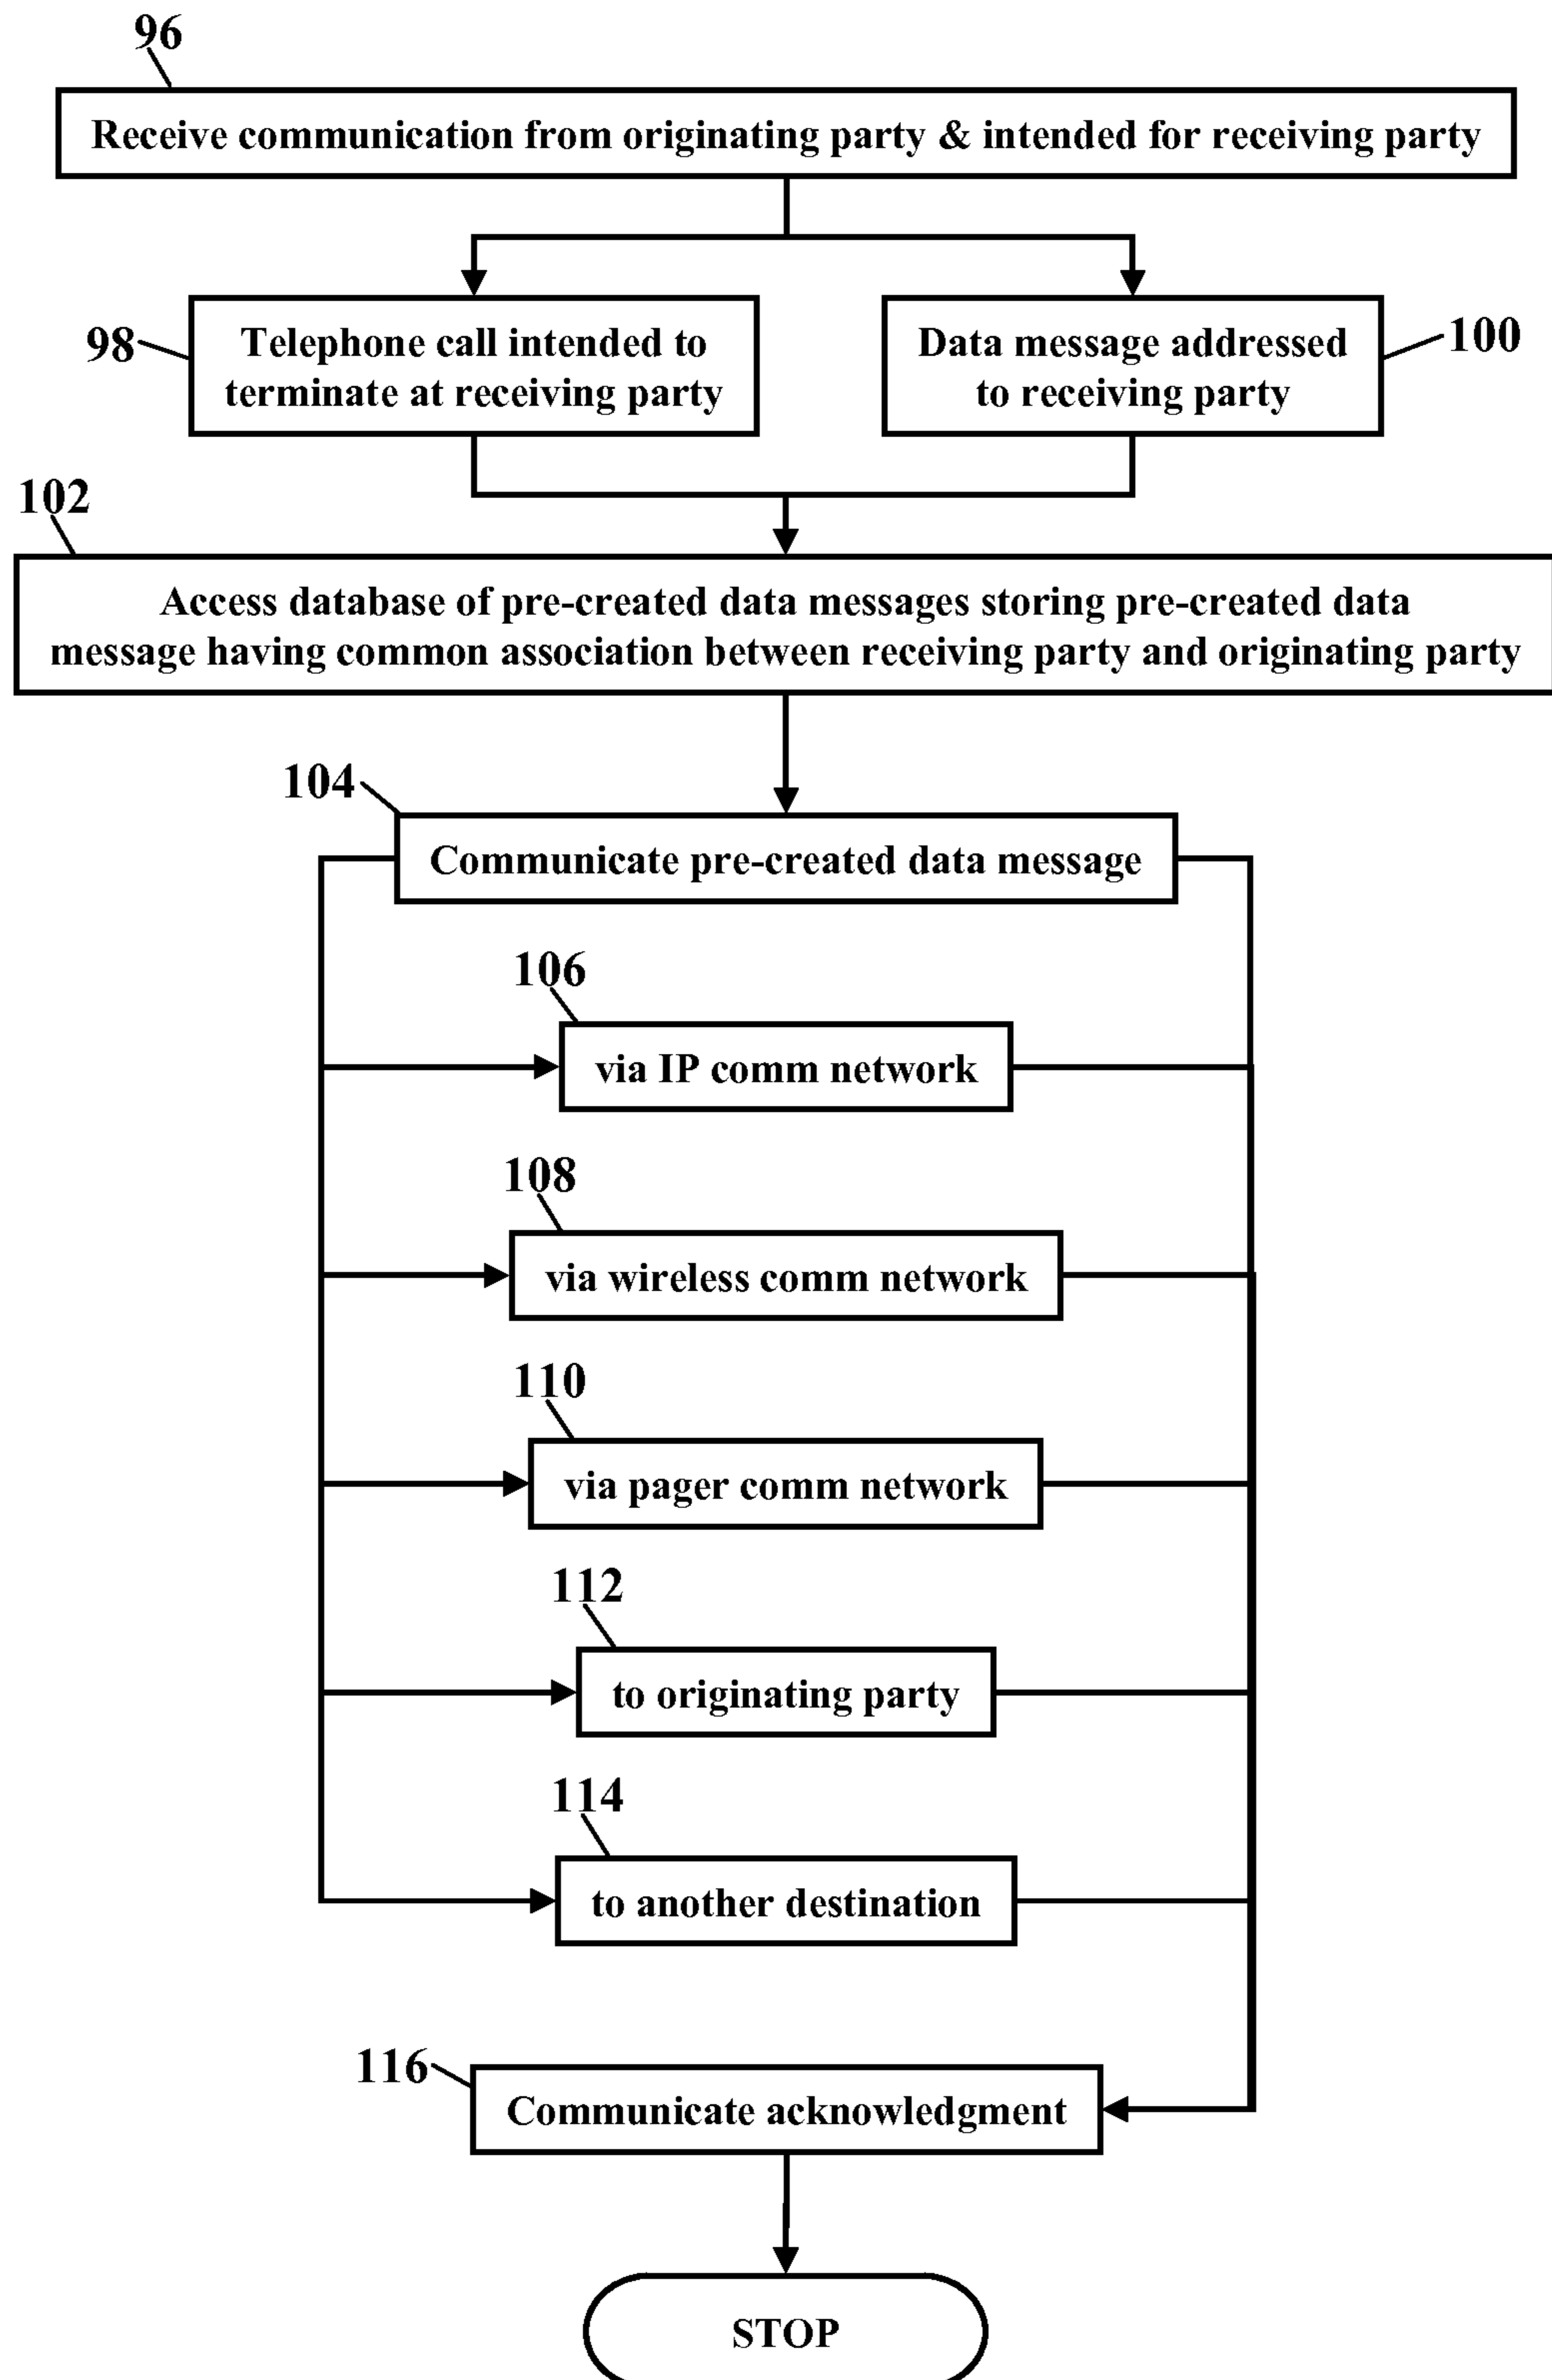 96
Receive communication from originating party & intended for receiving party
98
Telephone call intended to
terminate at receiving party
Data message addressed
to receiving party
100
102
Access database of pre-created data messages storing pre-created data
message having common association between receiving party and originating party
104
Communicate pre-created data message
106
via IP comm network
108
via wireless comm network
110
via pager comm network
112
to originating party
114
to another destination
116
Communicate acknowledgment
STOP